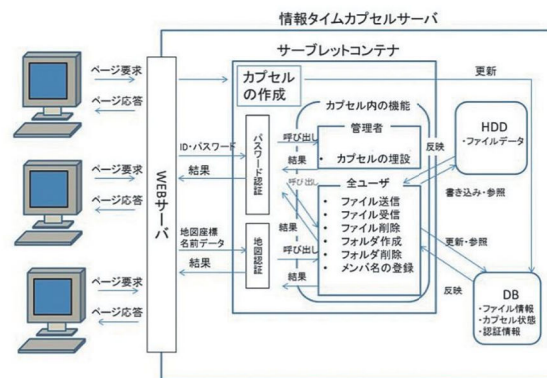 情報タイムカプセルサーバ
サーブレットコンテナ
カプセル
の作成
更新
ページ要求
ページ応答
ページ要求
ページ応答
ページ要求
ページ応答
WEBサーバ
ID・パスワード
結果
地図座標
名前データ
結果
パスワード認証
地図認証
呼び出し
結果
呼び出し
結果
呼び出し
結果
カプセル内の機能
管理者
・ カプセルの埋設
全ユーザ
・ ファイル送信
・ ファイル受信
・ ファイル削除
・ フォルダ作成
・ フォルダ削除
・ メンバ名の登録
反映
HDD
・ファイルデータ
書き込み・参照
更新・参照
反映
DB
・ファイル情報
・カプセル状態
・認証情報